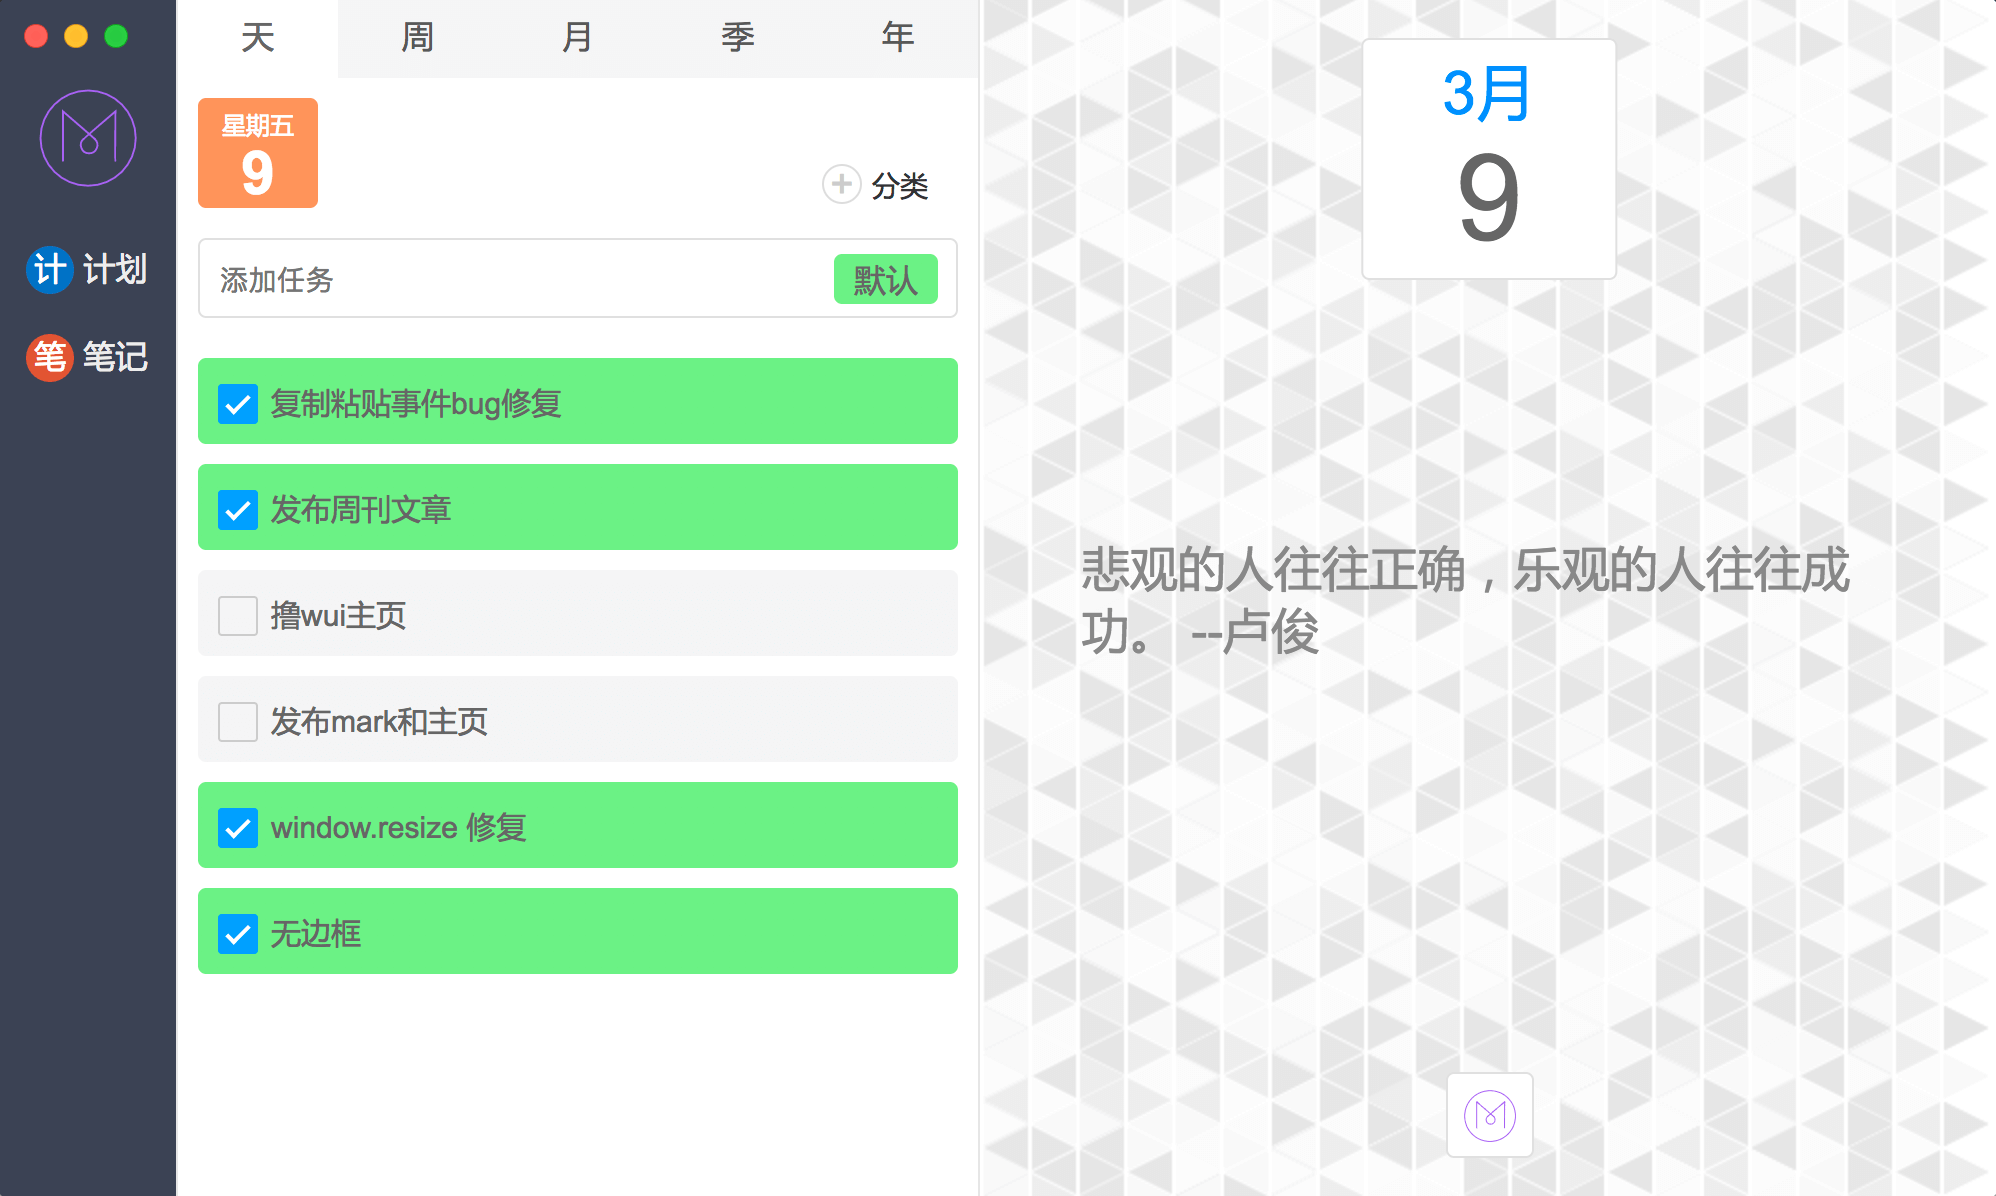 天 周 月 季 年
星期五
9
分类
计 计划
笔 笔记
添加任务 默认
复制粘贴事件bug修复
发布周刊文章
撸wui主页
发布mark和主页
window.resize 修复
无边框
3月
9
悲观的人往往正确，乐观的人往往成
功。 --卢俊